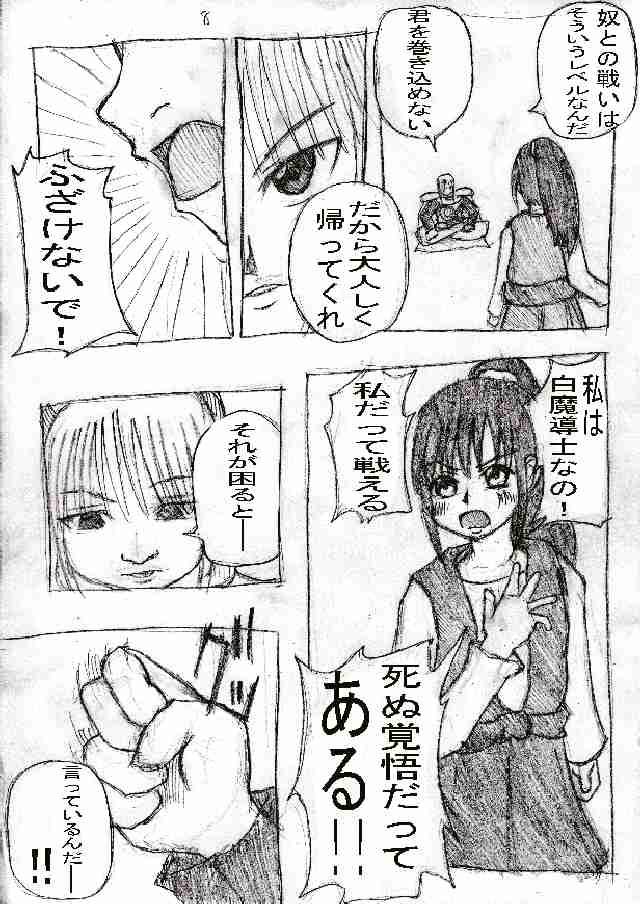 8
奴との戦いは
そういうレベルなんだ
君を巻き込めない
だから大人しく
帰ってくれ
ふざけないで!
私は
白魔導士なの!
私だって戦える
死ぬ覚悟だって
ある!!
それが困ると―
言っているんだ―
!!